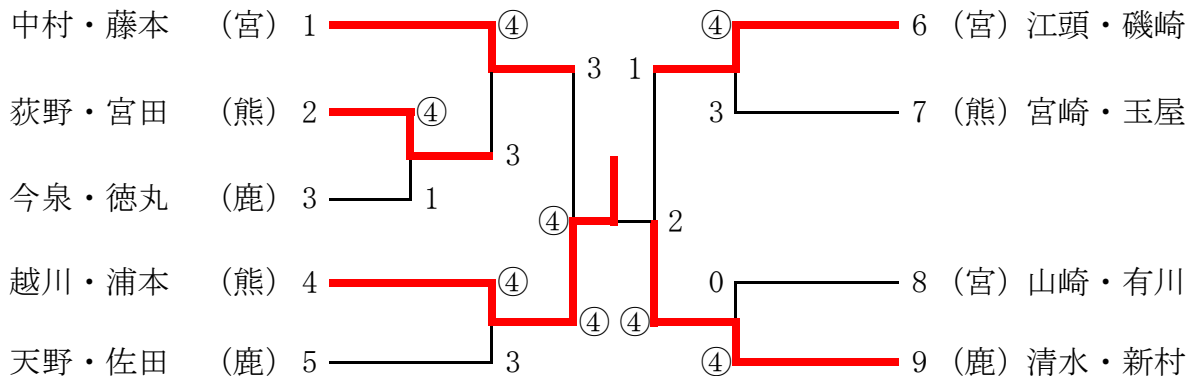 中村・藤本 (宮) 1 ④ ④ 6 (宮) 江頭・磯崎
3 1
荻野・宮田 (熊) 2 ④ 3 7 (熊) 宮崎・玉屋
3
今泉・徳丸 (鹿) 3 1
④ 2
越川・浦本 (熊) 4 ④ 0 8 (宮) 山崎・有川
④ ④
天野・佐田 (鹿) 5 3 ④ 9 (鹿) 清水・新村